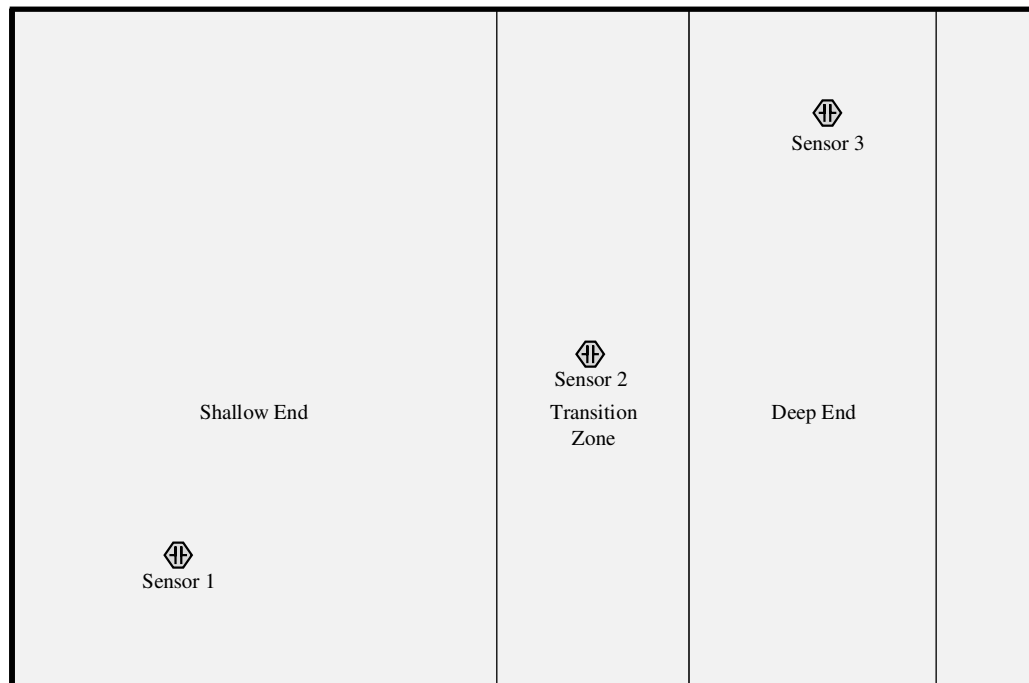 Sensor 3
Sensor 2
Shallow End
Transition
Zone
Deep End
Sensor 1